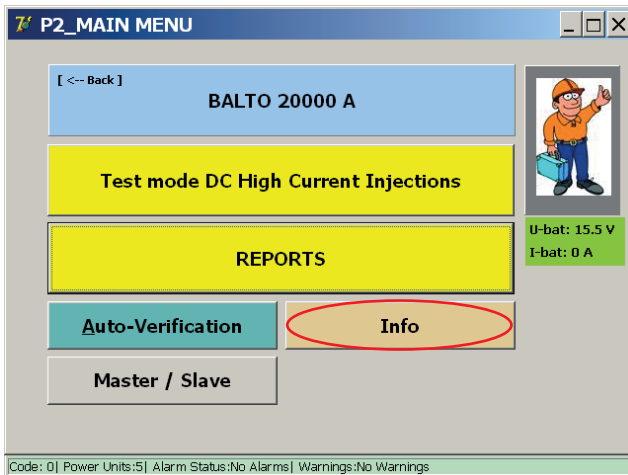 P2_MAIN MENU
[ <-- Back ]
BALTO 20000 A
Test mode DC High Current Injections
REPORTS
U-bat: 15.5 V
I-bat: 0 A
Auto-Verification
Info
Master / Slave
Code: 0| Power Units:5| Alarm Status:No Alarms| Warnings:No Warnings